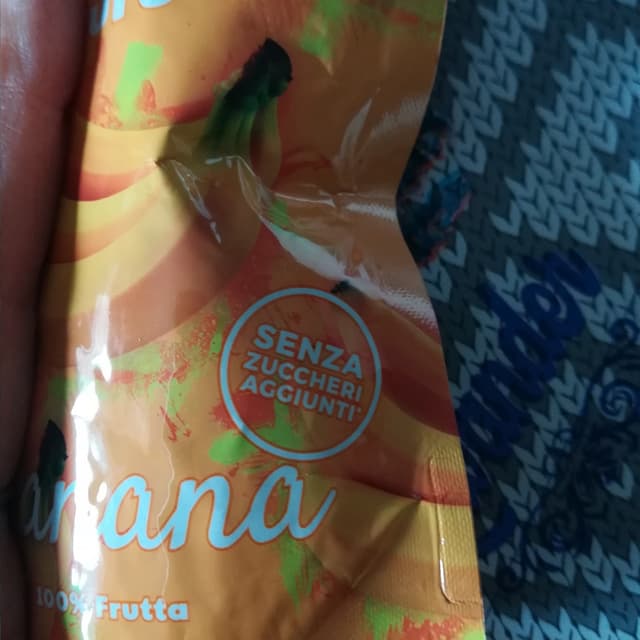 SENZA
ZUCCHERI
AGGIUNTI*
anana
100% Frutta